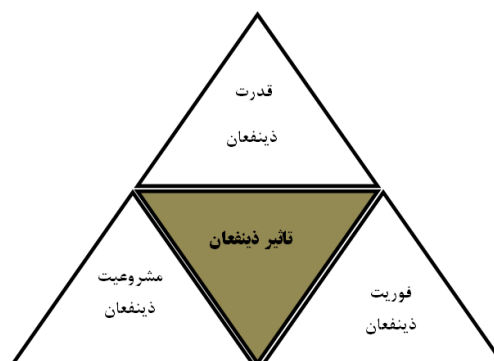 قدرت
ذینفعان
تاثیر ذینفعان
مشروعیت
ذینفعان
فوریت
ذینفعان